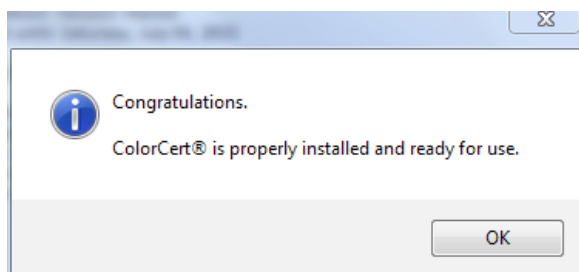 Congratulations.
ColorCert® is properly installed and ready for use.
OK